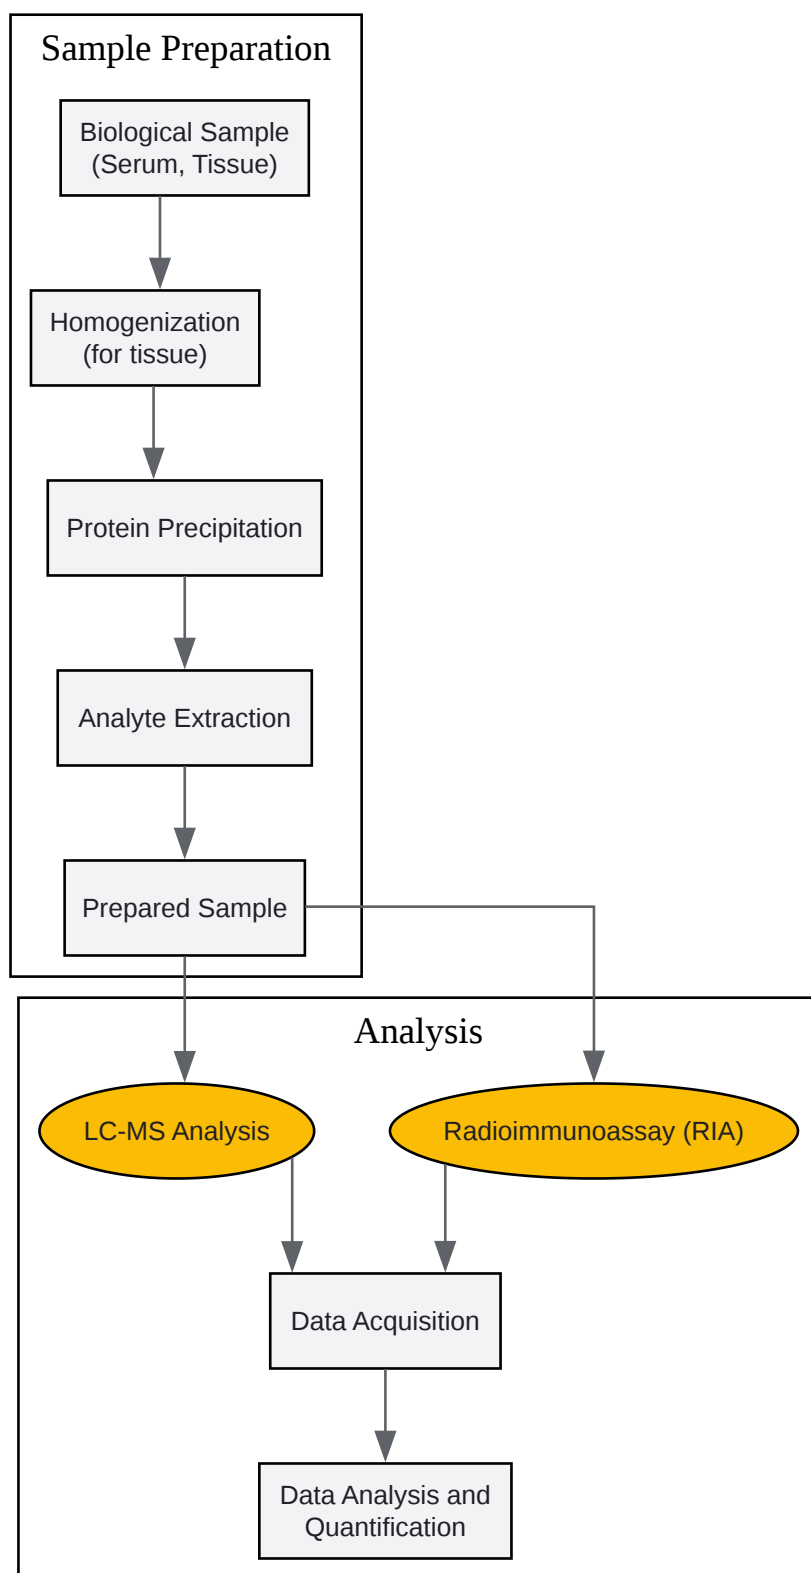 Sample Preparation
Biological Sample
(Serum, Tissue)
Homogenization
(for tissue)
Protein Precipitation
Analyte Extraction
Prepared Sample
Analysis
LC-MS Analysis
Radioimmunoassay (RIA)
Data Acquisition
Data Analysis and
Quantification